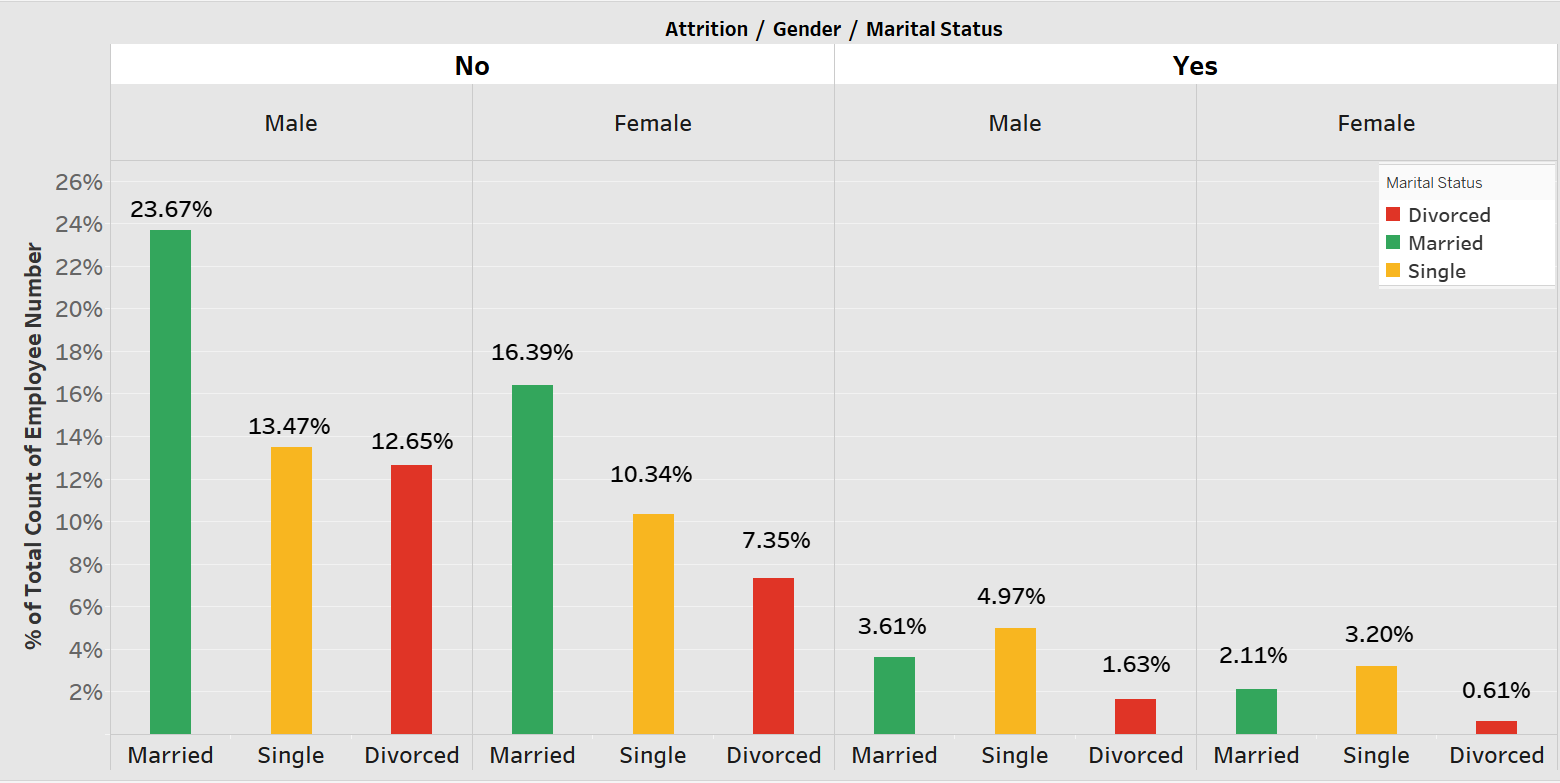 Attrition / Gender / Marital Status
No
Yes
Male
Female
Male
Female
Marital Status
Divorced
Married
Single
% of Total Count of Employee Number
26%
24%
22%
20%
18%
16%
14%
12%
10%
8%
6%
4%
2%
23.67%
13.47%
12.65%
16.39%
10.34%
7.35%
3.61%
4.97%
1.63%
2.11%
3.20%
0.61%
Married
Single
Divorced
Married
Single
Divorced
Married
Single
Divorced
Married
Single
Divorced